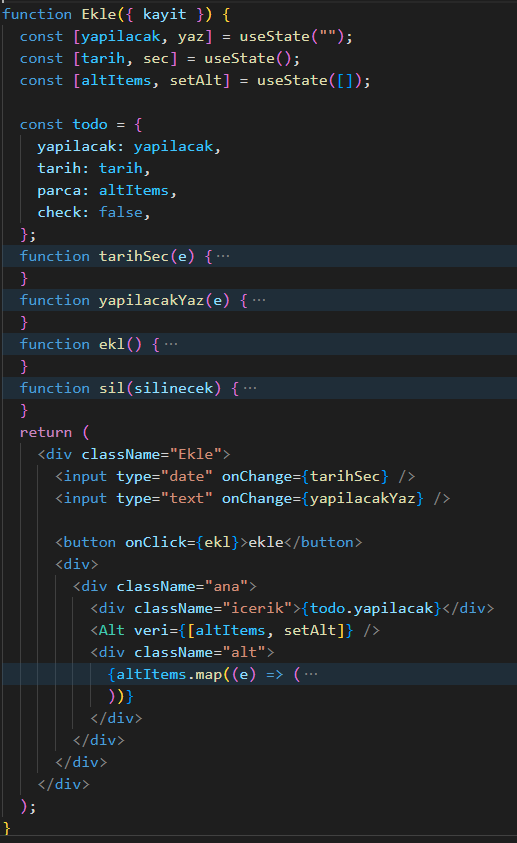 function Ekle({ kayit }) {
const [yapilacak, yaz] = useState("");
const [tarih, sec] = useState();
const [altItems, setAlt] = useState([]);
const todo = {
yapilacak: yapilacak,
tarih: tarih,
parca: altItems,
check: false,
};
function tarihSec(e) {···
}
function yapilacakYaz(e) {···
}
function ekl() {···
}
function sil(silinecek) {···
}
return (
<div className="Ekle">
<input type="date" onChange={tarihSec} />
<input type="text" onChange={yapilacakYaz} />
<button onClick={ekl}>ekle</button>
<div>
<div className="ana">
<div className="icerik">{todo.yapilacak}</div>
<Alt veri={[altItems, setAlt]} />
<div className="alt">
{altItems.map((e) => (···
))}
</div>
</div>
</div>
</div>
);
}